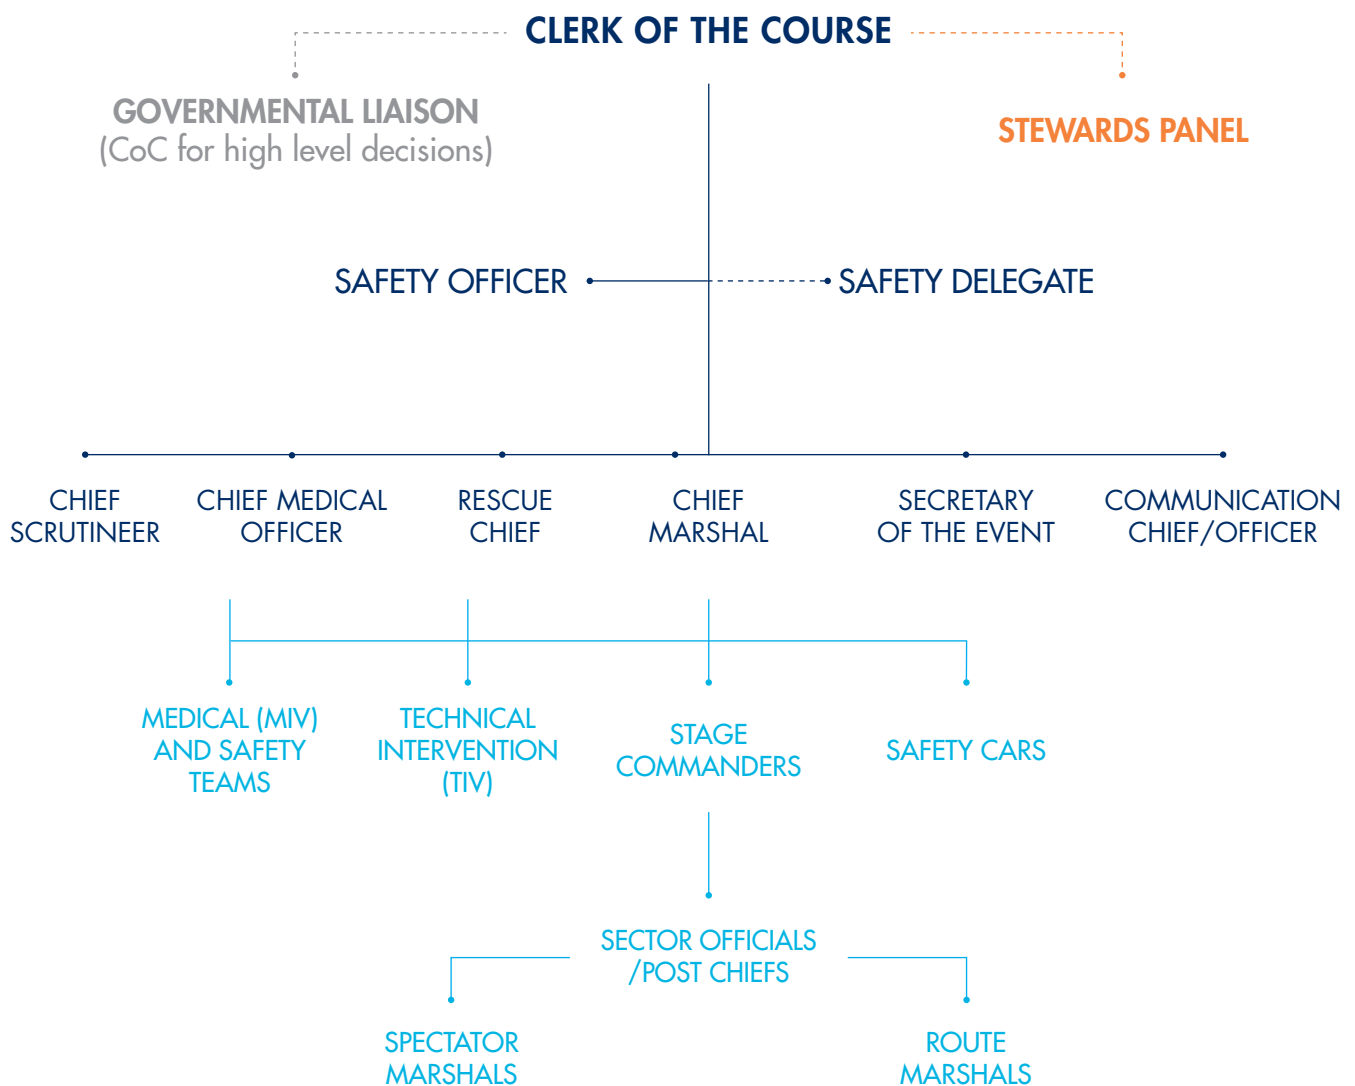 CLERK OF THE COURSE
GOVERNMENTAL LIAISON
(CoC for high level decisions)
STEWARDS PANEL
SAFETY OFFICER
SAFETY DELEGATE
CHIEF
SCRUTINEER
CHIEF MEDICAL
OFFICER
RESCUE
CHIEF
CHIEF
MARSHAL
SECRETARY
OF THE EVENT
COMMUNICATION
CHIEF/OFFICER
MEDICAL (MIV)
AND SAFETY
TEAMS
TECHNICAL
INTERVENTION
(TIV)
STAGE
COMMANDERS
SAFETY CARS
SECTOR OFFICIALS
/POST CHIEFS
SPECTATOR
MARSHALS
ROUTE
MARSHALS